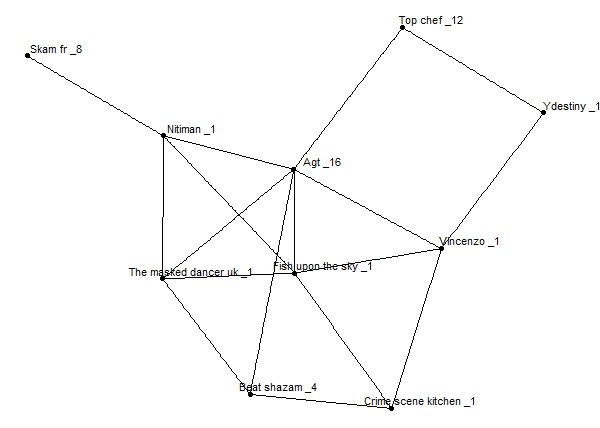 Top chef _12
Skam fr _8
Ydestiny _1
Nitiman _1
Agt _16
Vincenzo _1
Fish upon the sky _1
The masked dancer uk _1
Beat shazam _4
Crime scene kitchen _1